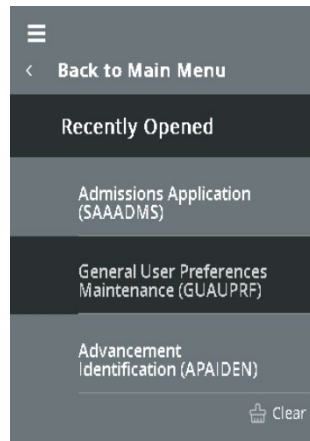 Back to Main Menu
Recently Opened
Admissions Application
(SAAADMS)
General User Preferences
Maintenance (GUAUPRF)
Advancement
Identification (APAIDEN)
Clear